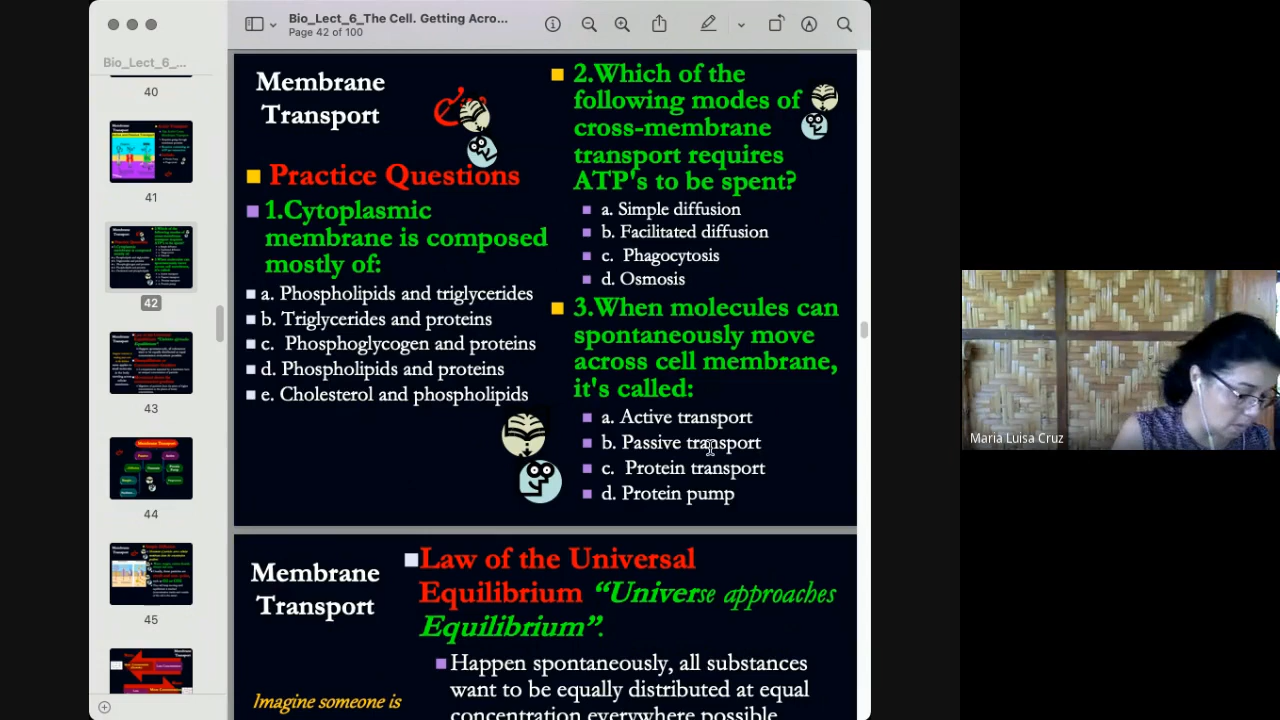 Bio_Lect_6_The Cell. Getting Acro...
Page 42 of 100
Bio_Lect_6_...
40
41
42
43
44
45
Membrane
Transport
Practice Questions
1.Cytoplasmic
membrane is composed
mostly of:
a. Phospholipids and triglycerides
b. Triglycerides and proteins
c. Phosphoglycogen and proteins
d. Phospholipids and proteins
e. Cholesterol and phospholipids
2.Which of the
following modes of
cross-membrane
transport requires
ATP's to be spent?
a. Simple diffusion
b. Facilitated diffusion
c. Phagocytosis
d. Osmosis
3.When molecules can
spontaneously move
across cell membrane,
it's called:
a. Active transport
b. Passive transport
c. Protein transport
d. Protein pump
Membrane
Transport
Imagine someone is
Law of the Universal
Equilibrium “Universe approaches
Equilibrium”.
Happen spontaneously, all substances
want to be equally distributed at equal
concentration everywhere possible
Maria Luisa Cruz